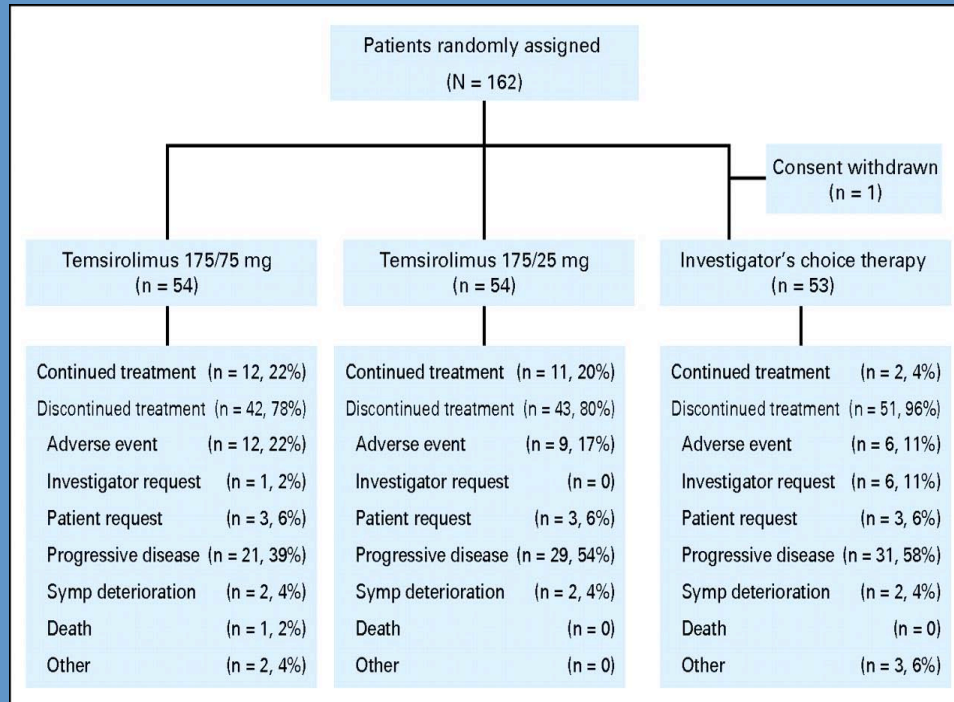 Patients randomly assigned
(N = 162)
Consent withdrawn
(n = 1)
Temsirolimus 175/75 mg
(n = 54)
Temsirolimus 175/25 mg
(n = 54)
Investigator's choice therapy
(n = 53)
Continued treatment (n = 12, 22%)
Discontinued treatment (n = 42, 78%)
Adverse event (n = 12, 22%)
Investigator request (n = 1, 2%)
Patient request (n = 3, 6%)
Progressive disease (n = 21, 39%)
Symp deterioration (n = 2, 4%)
Death (n = 1, 2%)
Other (n = 2, 4%)
Continued treatment (n = 11, 20%)
Discontinued treatment (n = 43, 80%)
Adverse event (n = 9, 17%)
Investigator request (n = 0)
Patient request (n = 3, 6%)
Progressive disease (n = 29, 54%)
Symp deterioration (n = 2, 4%)
Death (n = 0)
Other (n = 0)
Continued treatment (n = 2, 4%)
Discontinued treatment (n = 51, 96%)
Adverse event (n = 6, 11%)
Investigator request (n = 6, 11%)
Patient request (n = 3, 6%)
Progressive disease (n = 31, 58%)
Symp deterioration (n = 2, 4%)
Death (n = 0)
Other (n = 3, 6%)